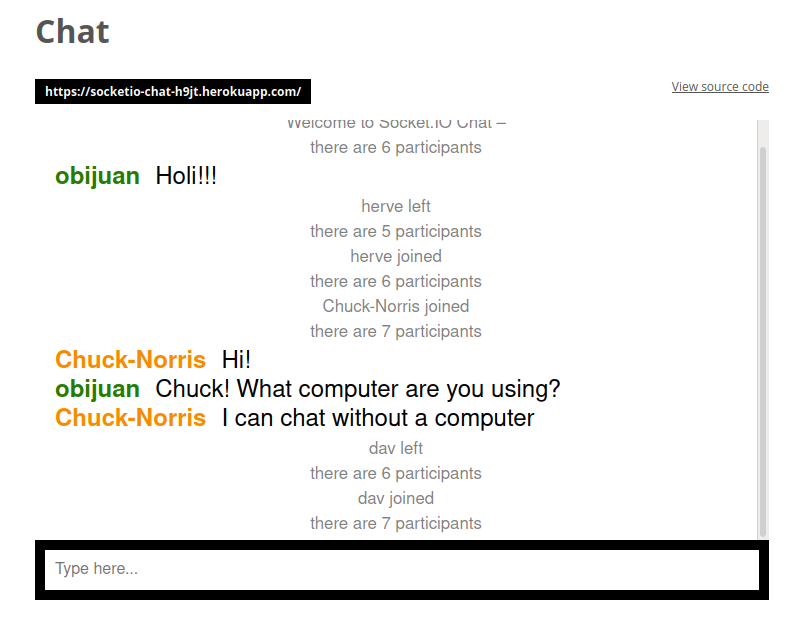 Chat
https://socketio-chat-h9jt.herokuapp.com/
View source code
Welcome to Socket.IO Chat –
there are 6 participants
obijuan Holi!!!
herve left
there are 5 participants
herve joined
there are 6 participants
Chuck-Norris joined
there are 7 participants
Chuck-Norris Hi!
obijuan Chuck! What computer are you using?
Chuck-Norris I can chat without a computer
dav left
there are 6 participants
dav joined
there are 7 participants
Type here...